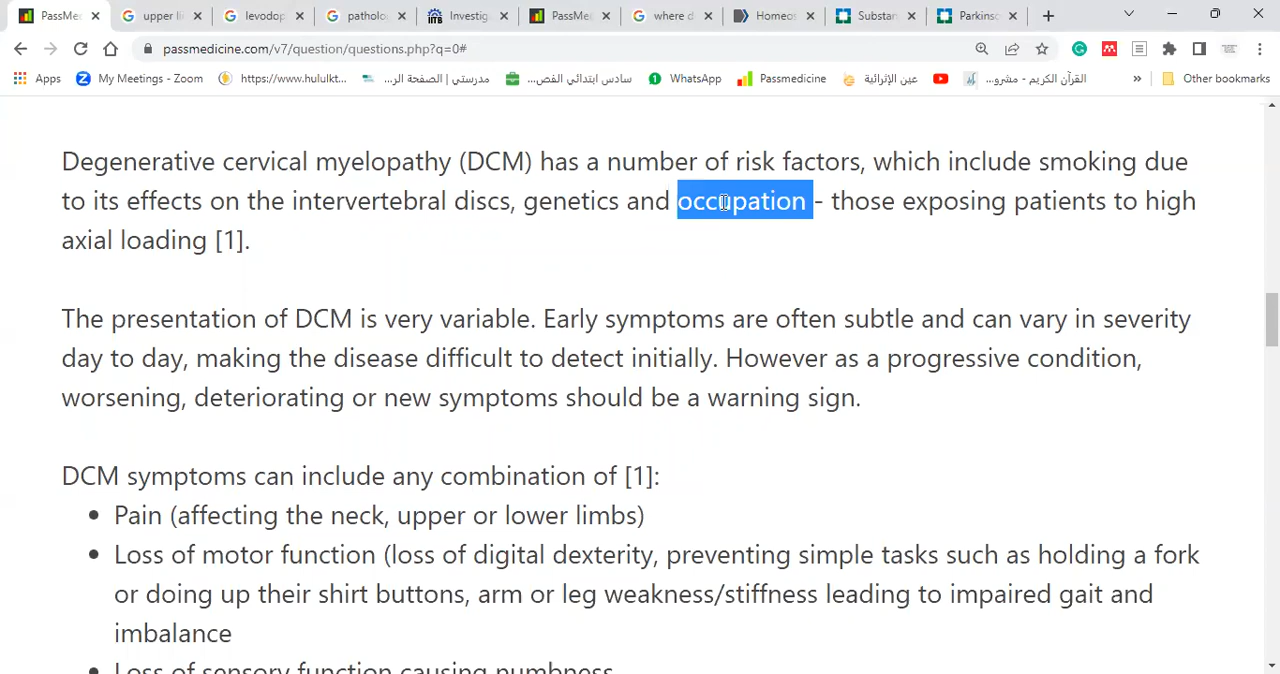 PassMe
upper li
levodop
patholo
Investig
PassMe
where d
Homeos
Substan
Parkins
passmedicine.com/v7/question/questions.php?q=0#
Apps My Meetings - Zoom https://www.hululkt... مدرستي | الصفحة الر... سادس ابتدائي الفص... WhatsApp Passmedicine عين الإثرائية القرآن الكريم - مشرو... » Other bookmarks
Degenerative cervical myelopathy (DCM) has a number of risk factors, which include smoking due
to its effects on the intervertebral discs, genetics and occupation - those exposing patients to high
axial loading [1].
The presentation of DCM is very variable. Early symptoms are often subtle and can vary in severity
day to day, making the disease difficult to detect initially. However as a progressive condition,
worsening, deteriorating or new symptoms should be a warning sign.
DCM symptoms can include any combination of [1]:
• Pain (affecting the neck, upper or lower limbs)
• Loss of motor function (loss of digital dexterity, preventing simple tasks such as holding a fork
or doing up their shirt buttons, arm or leg weakness/stiffness leading to impaired gait and
imbalance
• Loss of sensory function causing numbness